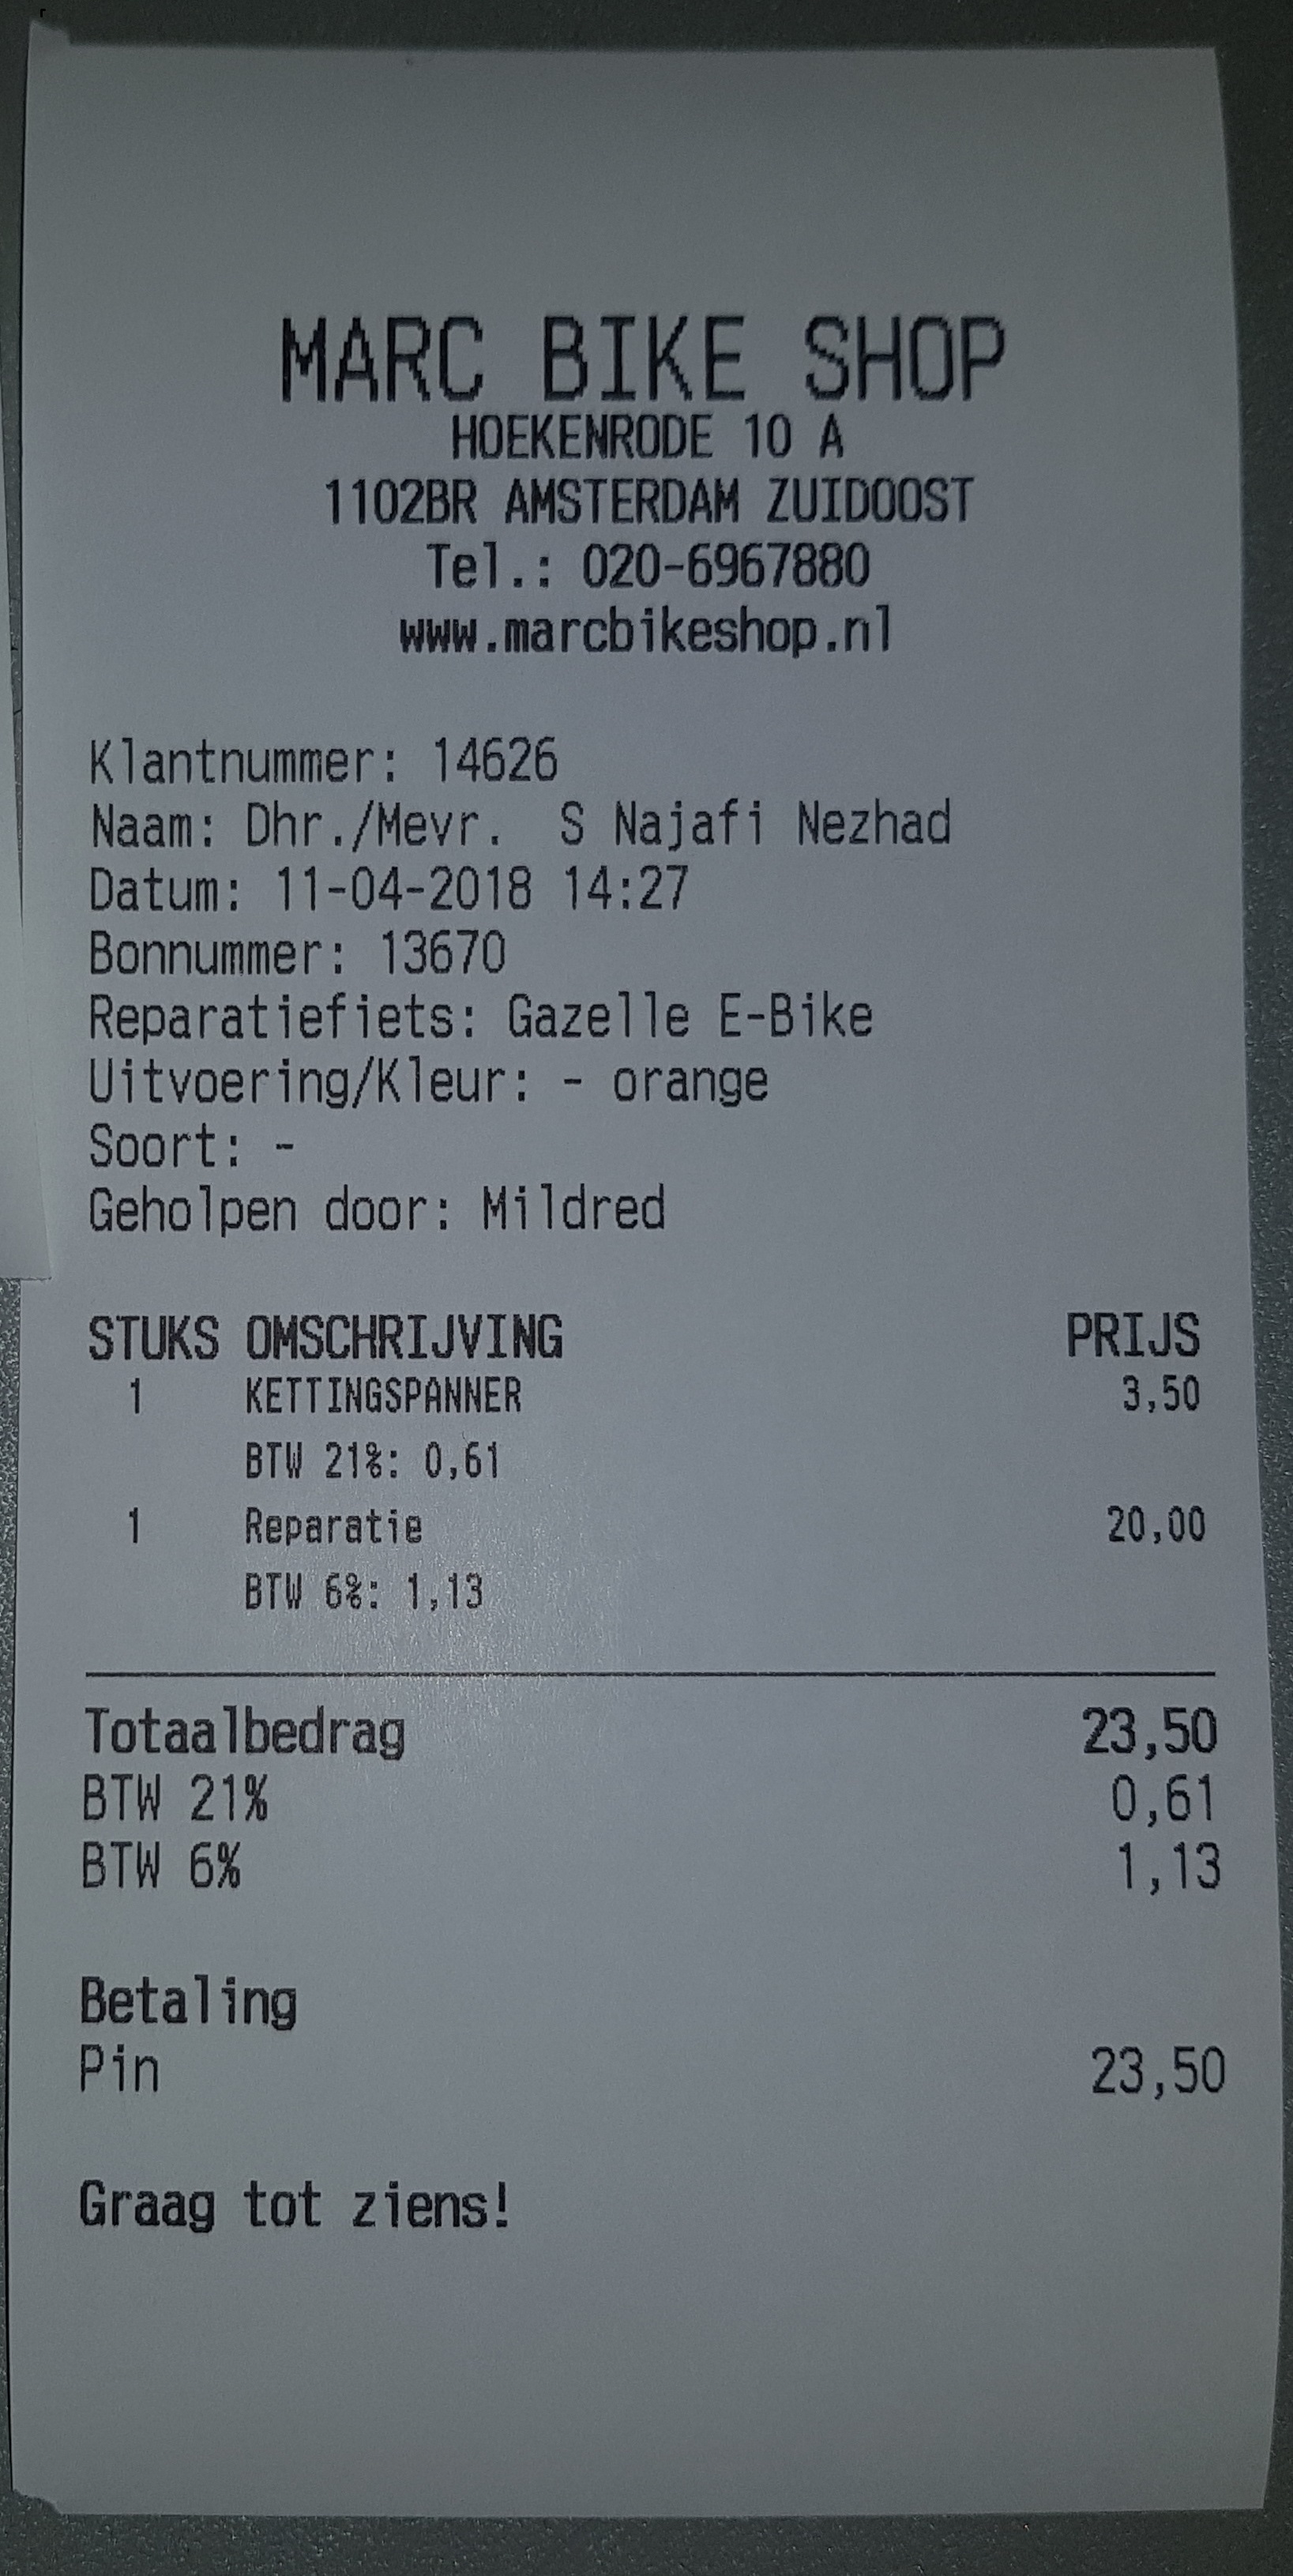 MARC BIKE SHOP
HOEKENRODE 10 A
1102BR AMSTERDAM ZUIDOOST
Tel.: 020-6967880
www.marcbikeshop.nl
Klantnummer: 14626
Naam: Dhr./Mevr. S Najafi Nezhad
Datum: 11-04-2018 14:27
Bonnummer: 13670
Reparatiefiets: Gazelle E-Bike
Uitvoering/Kleur: - orange
Soort: -
Geholpen door: Mildred
STUKS OMSCHRIJVING PRIJS
1 KETTINGSPANNER 3,50
BTW 21%: 0,61
1 Reparatie 20,00
BTW 6%: 1,13
Totaalbedrag 23,50
BTW 21% 0,61
BTW 6% 1,13
Betaling
Pin 23,50
Graag tot ziens!